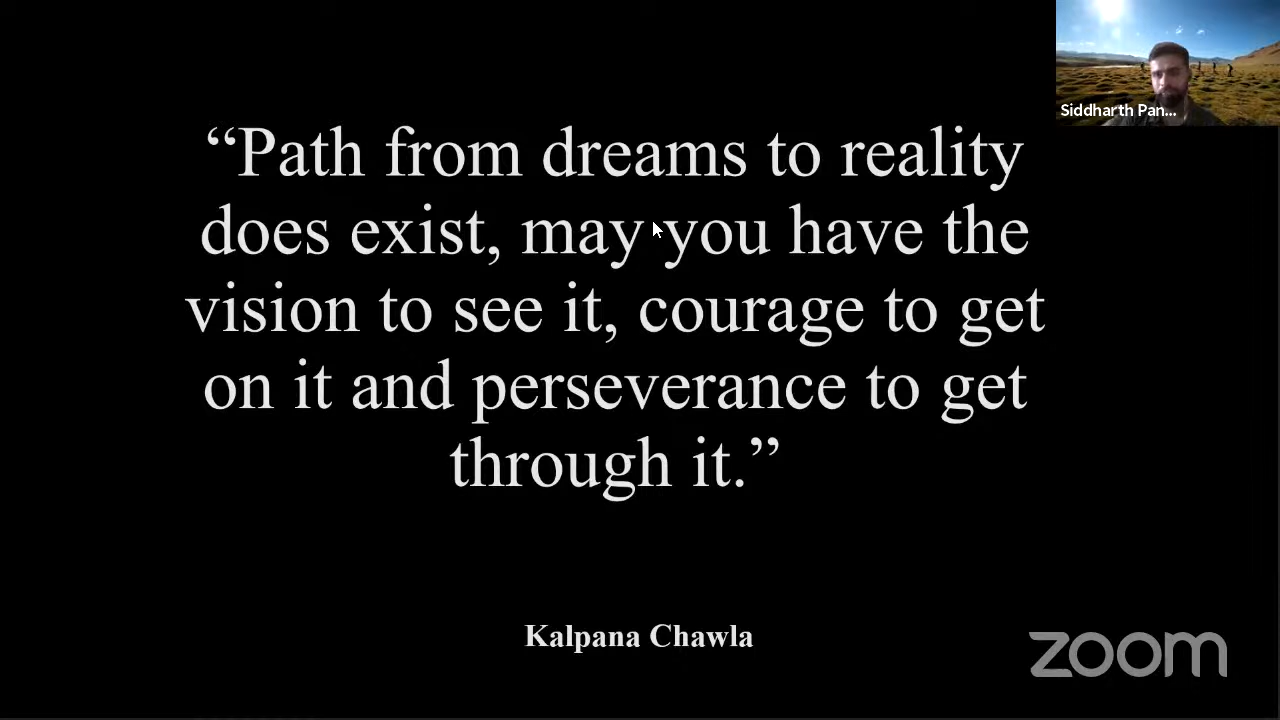 Siddharth Pan...
“Path from dreams to reality
does exist, may you have the
vision to see it, courage to get
on it and perseverance to get
through it.”
Kalpana Chawla
zoom